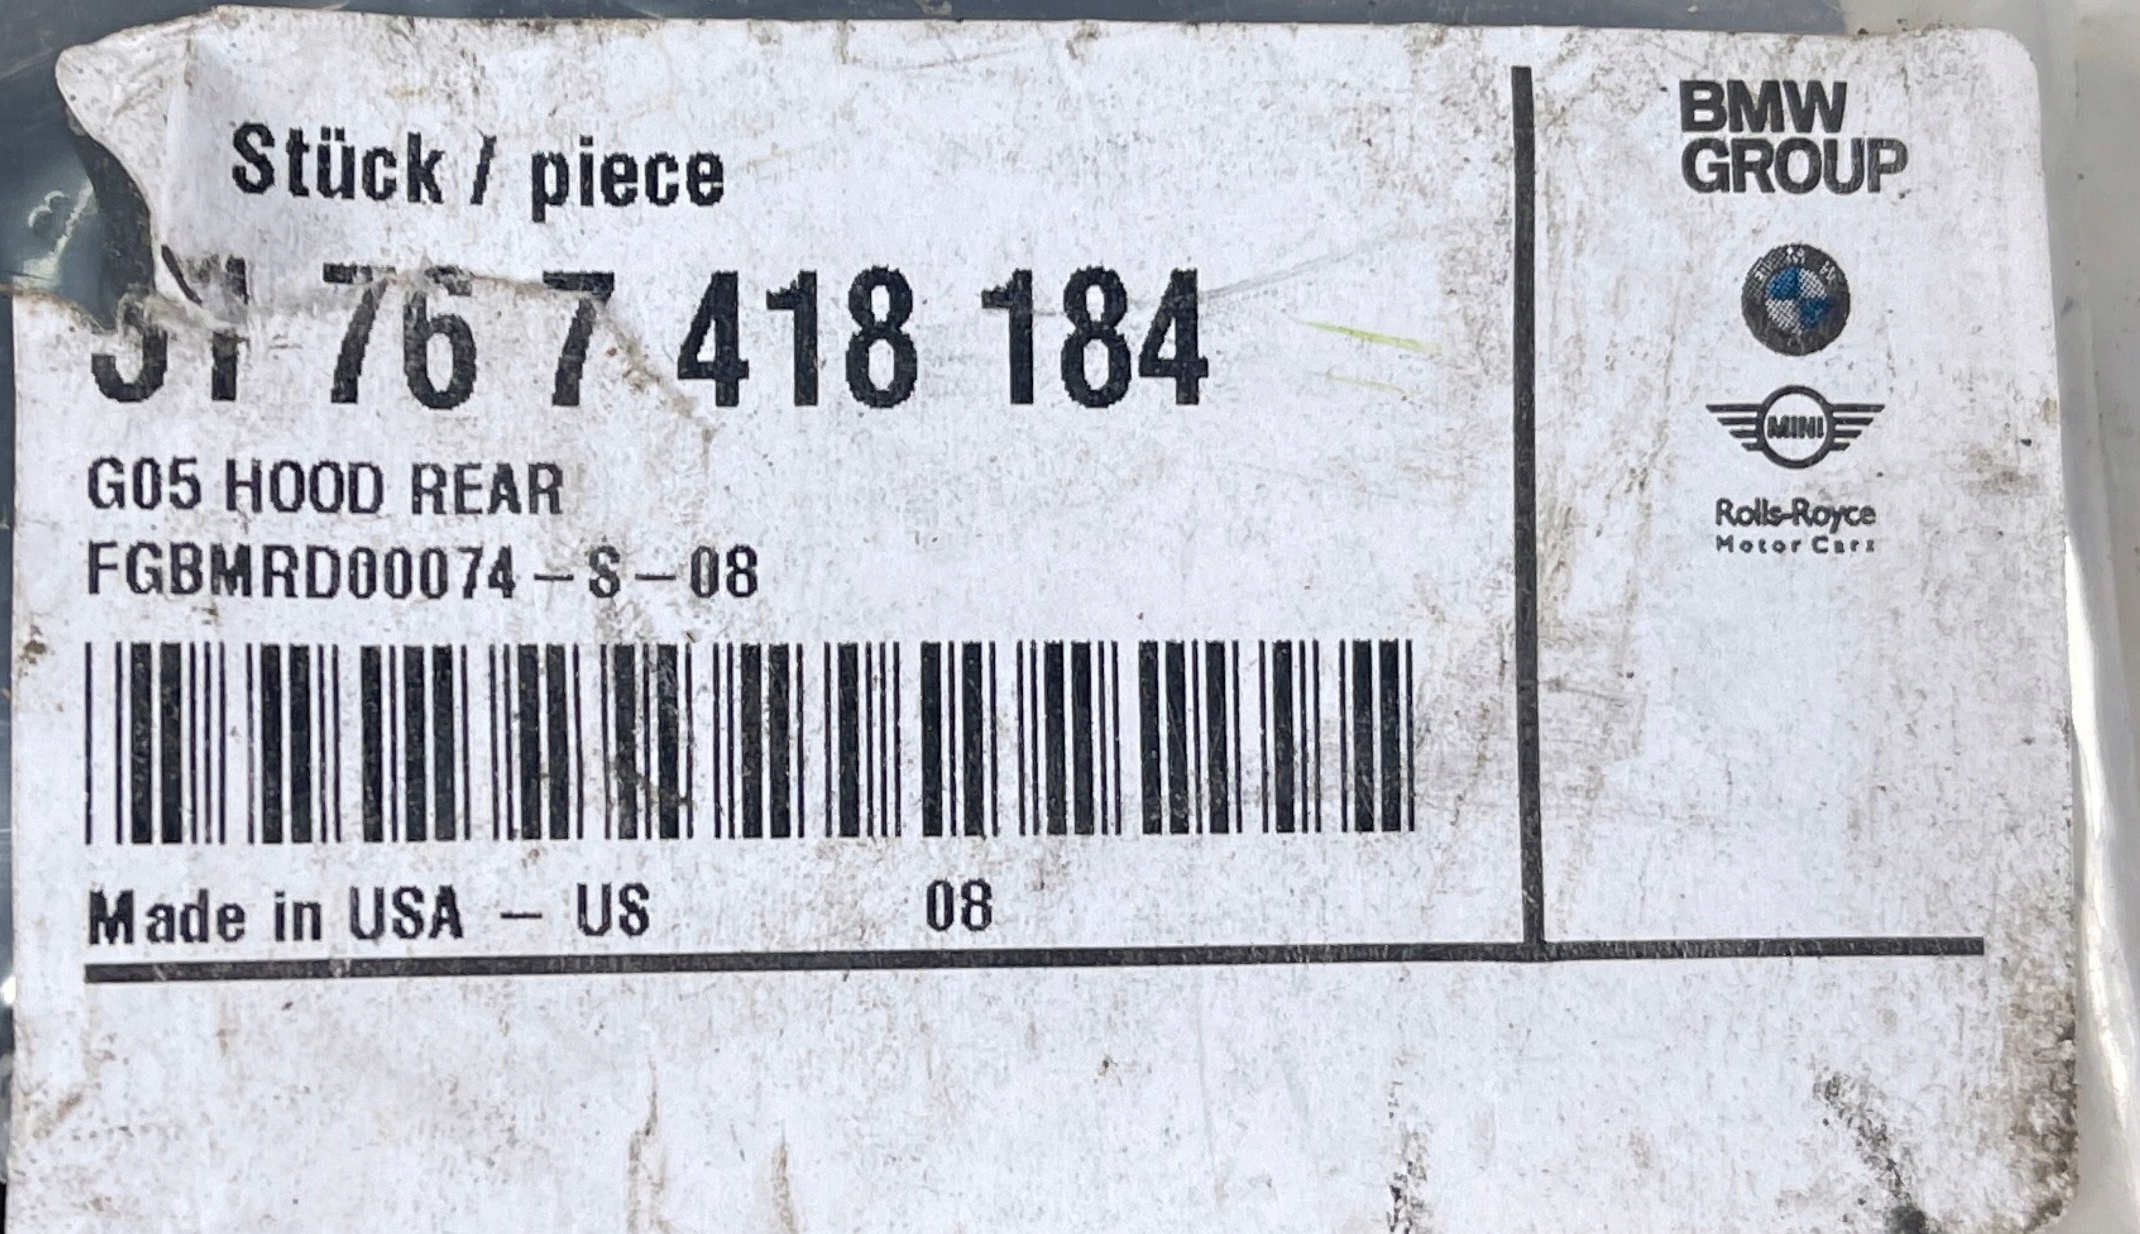 Stück / piece
51 76 7 418 184
G05 HOOD REAR
FGBMRD00074-S-08
Made in USA - US 08
BMW
GROUP
MINI
Rolls-Royce
Motor Cars